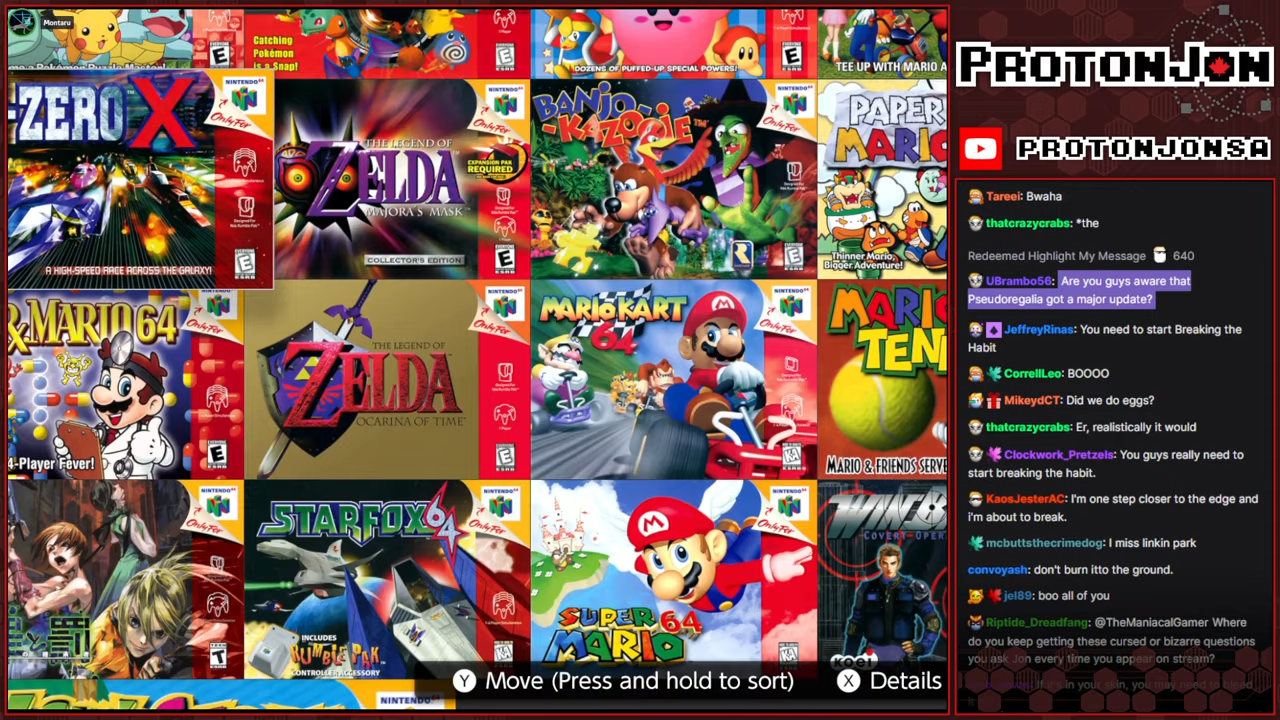 Montaru
Catching
Pokémon
is a Snap!
DOZENS OF PUFFED-UP SPECIAL POWERS!
TEE UP WITH MARIO A
-ZERO X
NINTENDO 64
Only For
A HIGH-SPEED RACE ACROSS THE GALAXY!
THE LEGEND OF
ZELDA
MAJORA'S MASK
COLLECTOR'S EDITION
EXPANSION PAK
REQUIRED
BANJO
-KAZOOIE
PAPER
MARIO
Thinner Mario,
Bigger Adventure!
& MARIO 64
4-Player Fever!
THE LEGEND OF
ZELDA
OCARINA OF TIME
MARIOKART
64
MARIO
TEN
MARIO & FRIENDS SERVE
STARFOX 64
INCLUDES
RUMBLE PAK
CONTROLLER ACCESSORY
SUPER
MARIO 64
WINB
COVERT OPER
KOEI
Y Move (Press and hold to sort)
X Details
PROTONJON
PROTONJONSA
Tareei: Bwaha
thatcrazycrabs: *the
Redeemed Highlight My Message 640
UBrambo56: Are you guys aware that
Pseudoregalia got a major update?
JeffreyRinas: You need to start Breaking the
Habit
CorrellLeo: BOOOO
MikeydCT: Did we do eggs?
thatcrazycrabs: Er, realistically it would
Clockwork_Pretzels: You guys really need to
start breaking the habit.
KaosJesterAC: I'm one step closer to the edge and
i'm about to break.
mcbuttsthecrimedog: I miss linkin park
convoyash: don't burn itto the ground.
jel89: boo all of you
Riptide_Dreadfang: @TheManiacalGamer Where
do you keep getting these cursed or bizarre questions
you ask Jon every time you appear on stream?